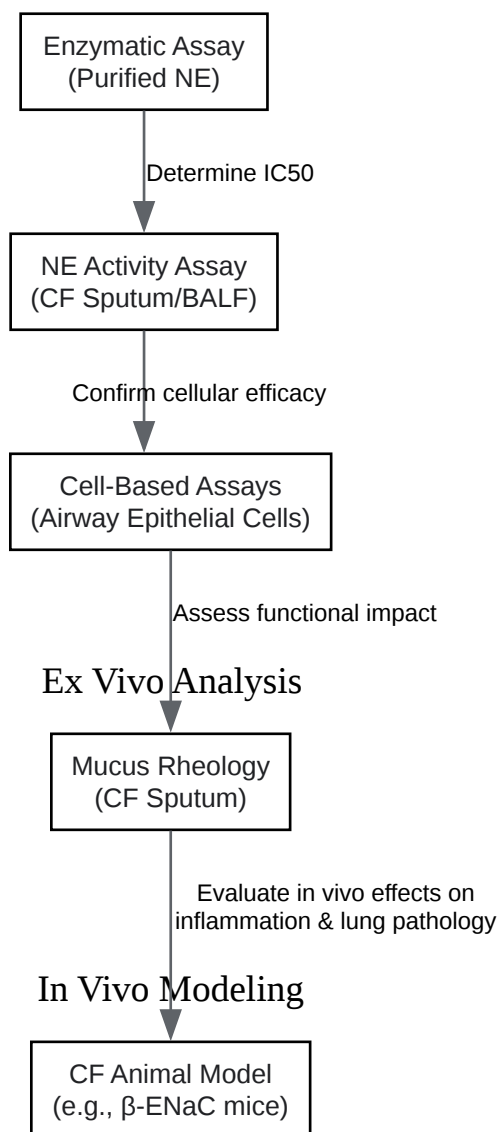 Enzymatic Assay
(Purified NE)
Determine IC50
NE Activity Assay
(CF Sputum/BALF)
Confirm cellular efficacy
Cell-Based Assays
(Airway Epithelial Cells)
Assess functional impact
Ex Vivo Analysis
Mucus Rheology
(CF Sputum)
Evaluate in vivo effects on
inflammation & lung pathology
In Vivo Modeling
CF Animal Model
(e.g., β-ENaC mice)